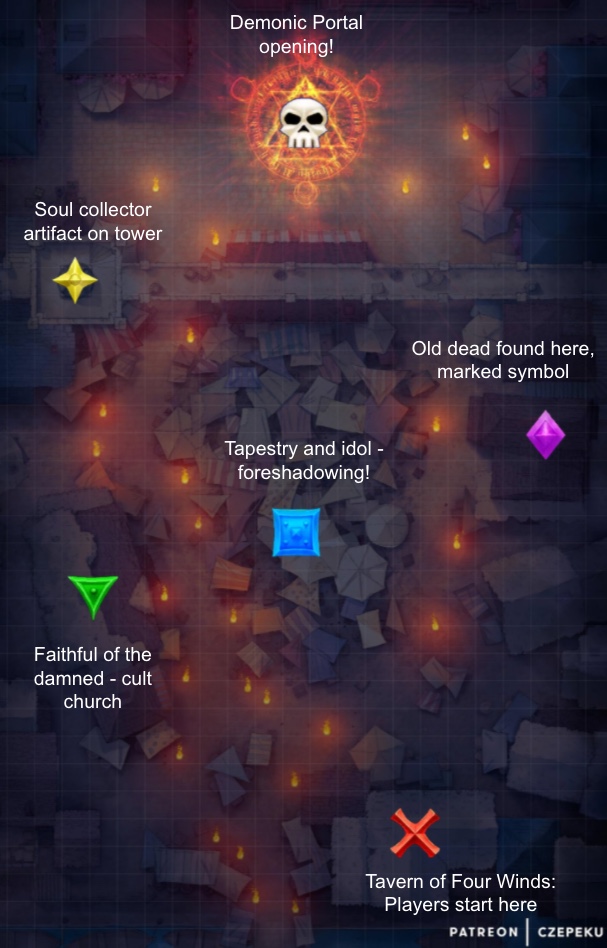 Demonic Portal
opening!
Soul collector
artifact on tower
Old dead found here,
marked symbol
Tapestry and idol -
foreshadowing!
Faithful of the
damned - cult
church
Tavern of Four Winds:
Players start here
PATREON | CZEPEKU